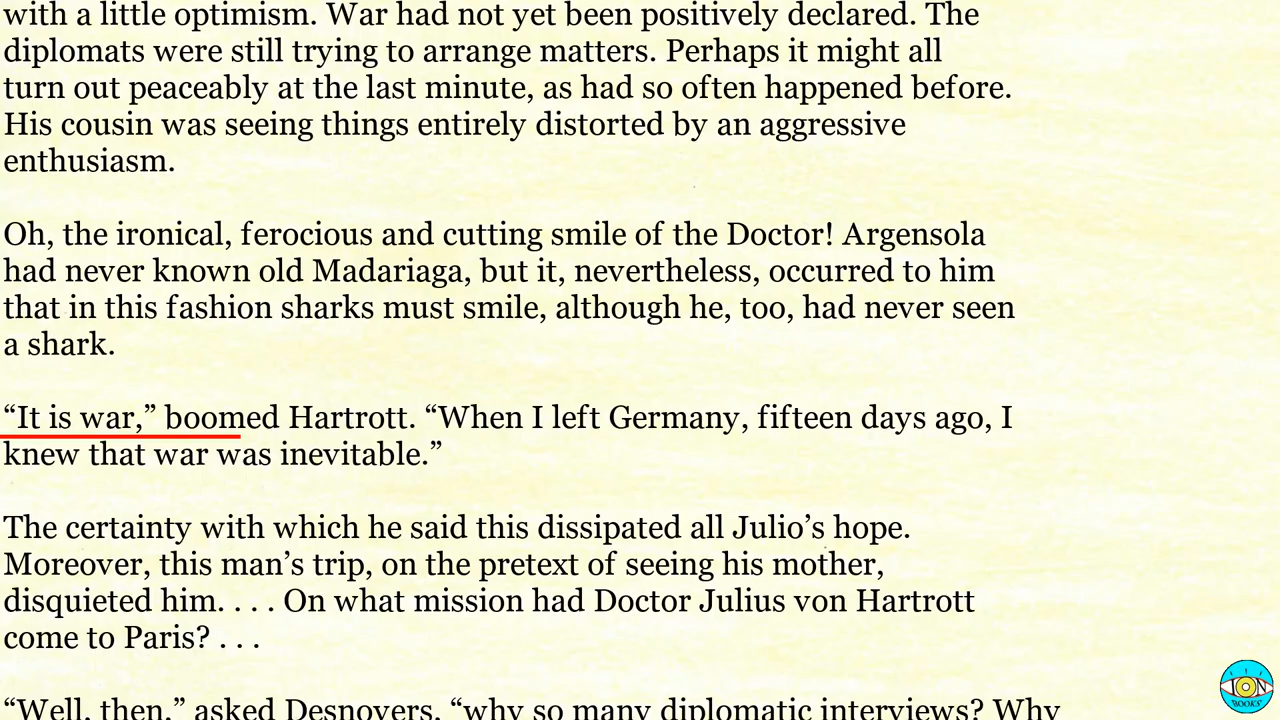 with a little optimism. War had not yet been positively declared. The
diplomats were still trying to arrange matters. Perhaps it might all
turn out peaceably at the last minute, as had so often happened before.
His cousin was seeing things entirely distorted by an aggressive
enthusiasm.
Oh, the ironical, ferocious and cutting smile of the Doctor! Argensola
had never known old Madariaga, but it, nevertheless, occurred to him
that in this fashion sharks must smile, although he, too, had never seen
a shark.
“It is war,” boomed Hartrott. “When I left Germany, fifteen days ago, I
knew that war was inevitable.”
The certainty with which he said this dissipated all Julio’s hope.
Moreover, this man’s trip, on the pretext of seeing his mother,
disquieted him. . . . On what mission had Doctor Julius von Hartrott
come to Paris? . . .
“Well, then,” asked Desnoyers, “why so many diplomatic interviews? Why
ION
BOOKS